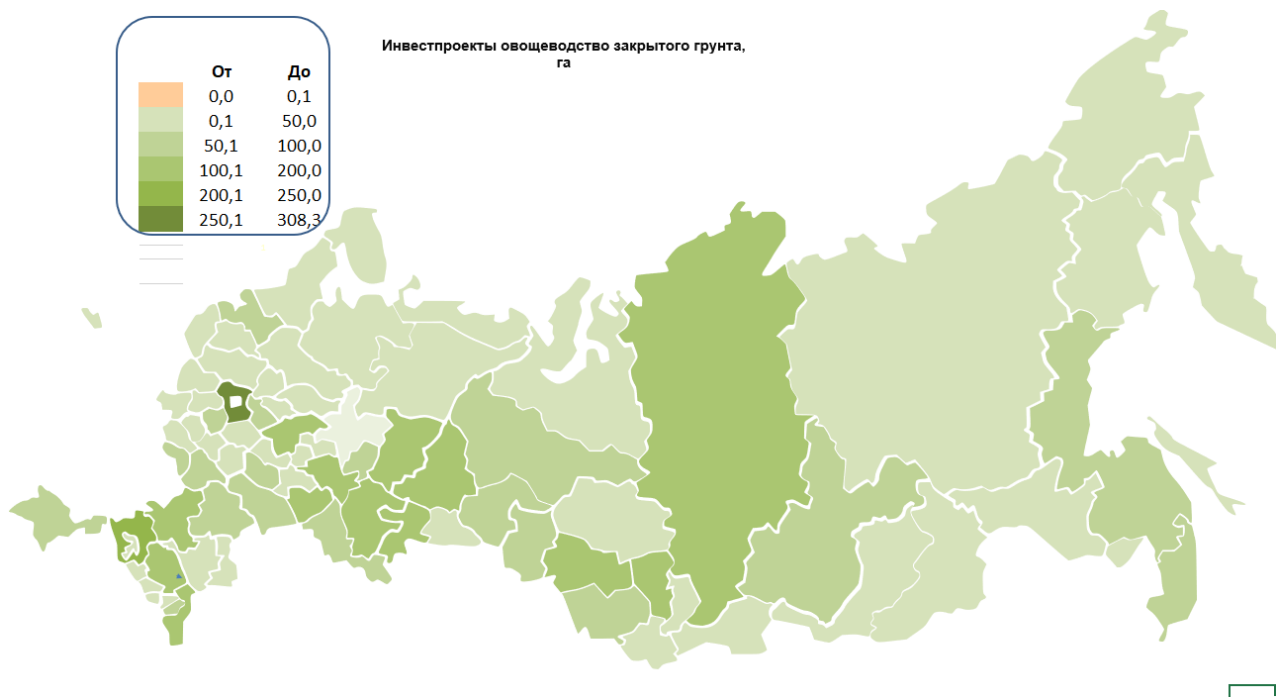 Инвестпроекты овощеводство закрытого грунта,
га
От До
0,0 0,1
0,1 50,0
50,1 100,0
100,1 200,0
200,1 250,0
250,1 308,3